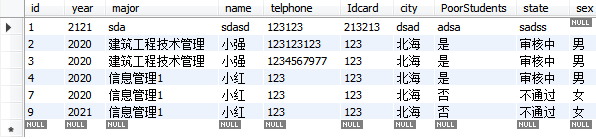 id year major name telphone Idcard city PoorStudents state sex
1 2121 sda sdasd 123123 213213 dsad adsa sadss NULL
2 2020 建筑工程技术管理 小强 123123123 123 北海 是 审核中 男
3 2020 建筑工程技术管理 小强 1234567977 123 北海 是 审核中 男
4 2020 信息管理1 小红 123 123 北海 是 审核中 男
7 2020 信息管理1 小红 123 123 北海 否 不通过 女
9 2021 信息管理1 小红 123 123 北海 否 不通过 女
* NULL NULL NULL NULL NULL NULL NULL NULL NULL NULL